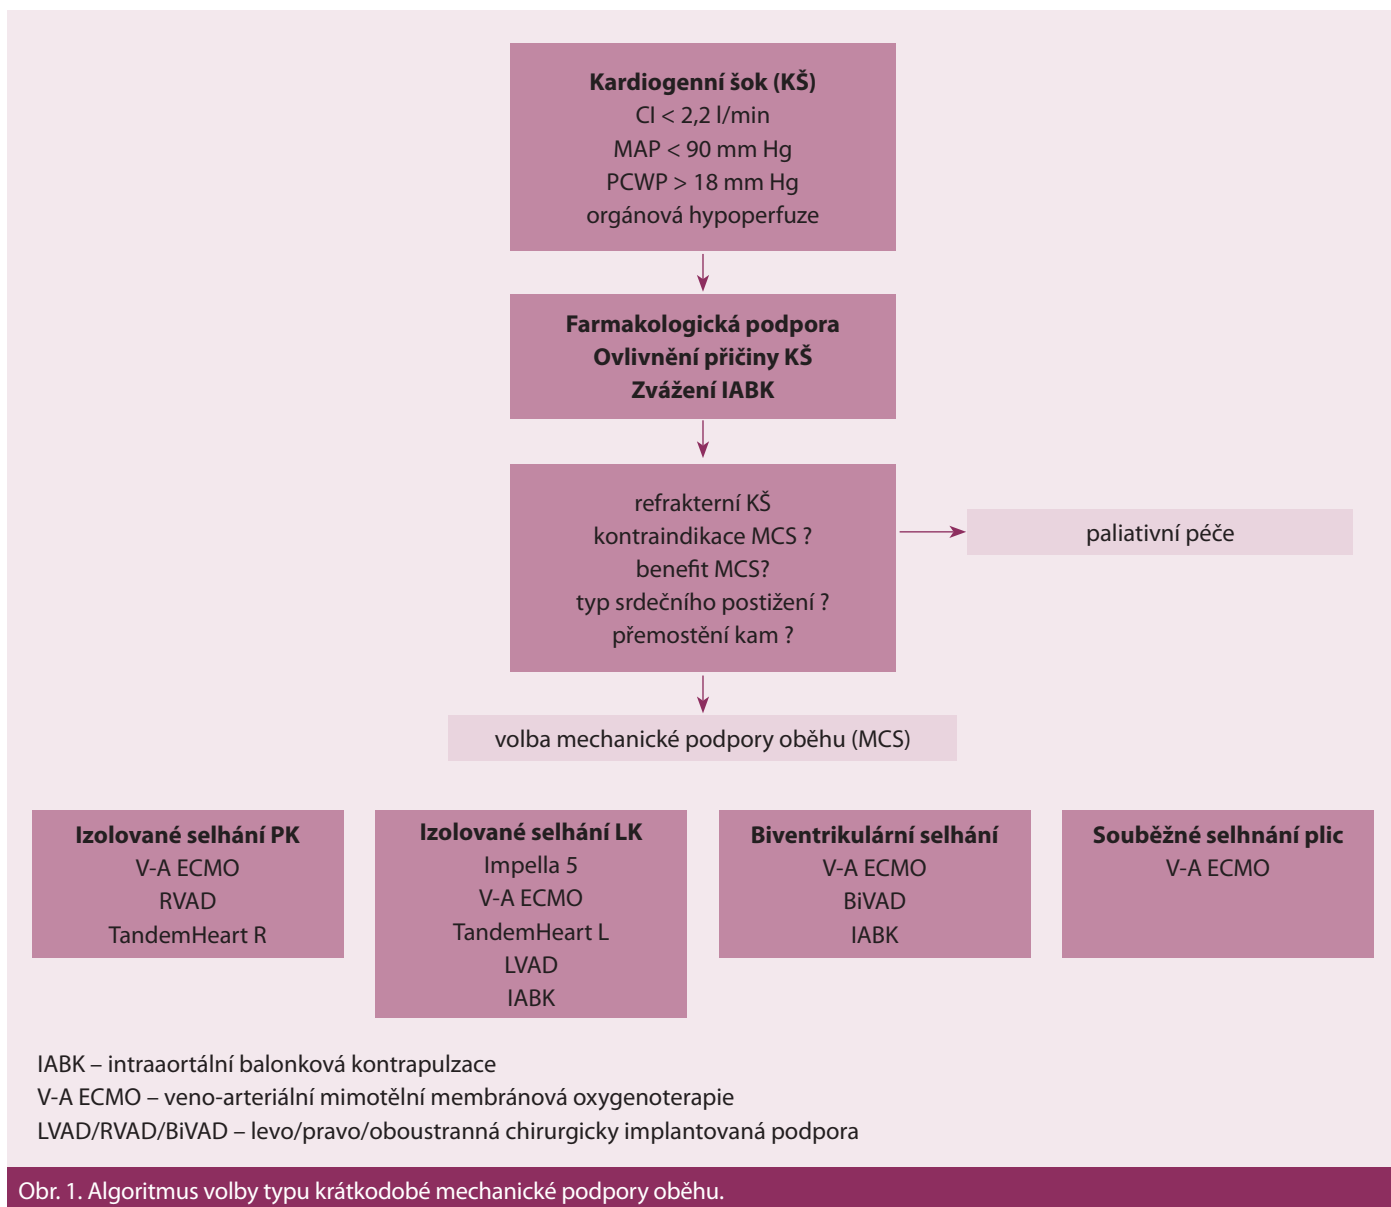 Kardiogenní šok (KŠ)
CI < 2,2 l/min
MAP < 90 mm Hg
PCWP > 18 mm Hg
orgánová hypoperfuze
Farmakologická podpora
Ovlivnění přičiny KŠ
Zvážení IABK
refrakterní KŠ
kontraindikace MCS ?
benefit MCS?
typ srdečního postižení ?
přemostění kam ?
paliativní péče
volba mechanické podpory oběhu (MCS)
Izolované selhání PK
V-A ECMO
RVAD
TandemHeart R
Izolované selhání LK
Impella 5
V-A ECMO
TandemHeart L
LVAD
IABK
Biventrikulární selhání
V-A ECMO
BiVAD
IABK
Souběžné selhnání plic
V-A ECMO
IABK – intraaortální balonková kontrapulzace
V-A ECMO – veno-arteriální mimotělní membránová oxygenoterapie
LVAD/RVAD/BiVAD – levo/pravo/oboustranná chirurgicky implantovaná podpora
Obr. 1. Algoritmus volby typu krátkodobé mechanické podpory oběhu.